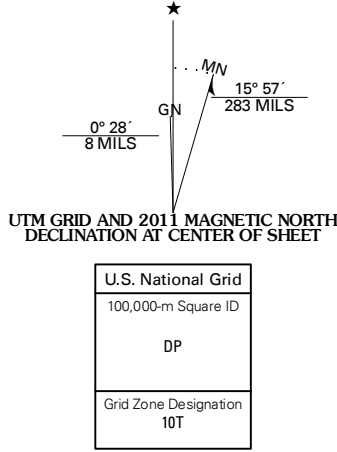 MN
15° 57´
283 MILS
GN
0° 28´
8 MILS
UTM GRID AND 2011 MAGNETIC NORTH
DECLINATION AT CENTER OF SHEET
U.S. National Grid
100,000-m Square ID
DP
Grid Zone Designation
10T